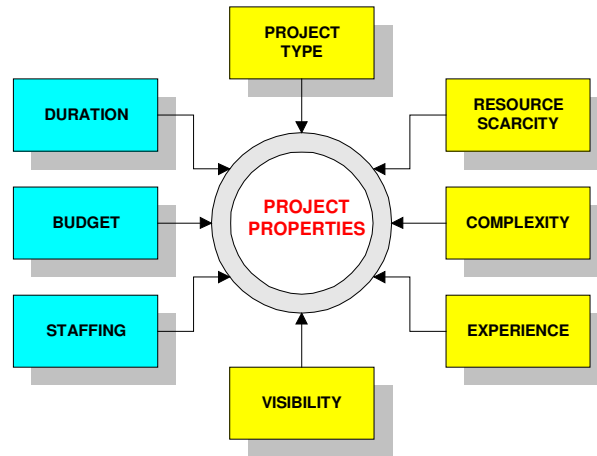 PROJECT
TYPE
DURATION
RESOURCE
SCARCITY
BUDGET
PROJECT
PROPERTIES
COMPLEXITY
STAFFING
EXPERIENCE
VISIBILITY